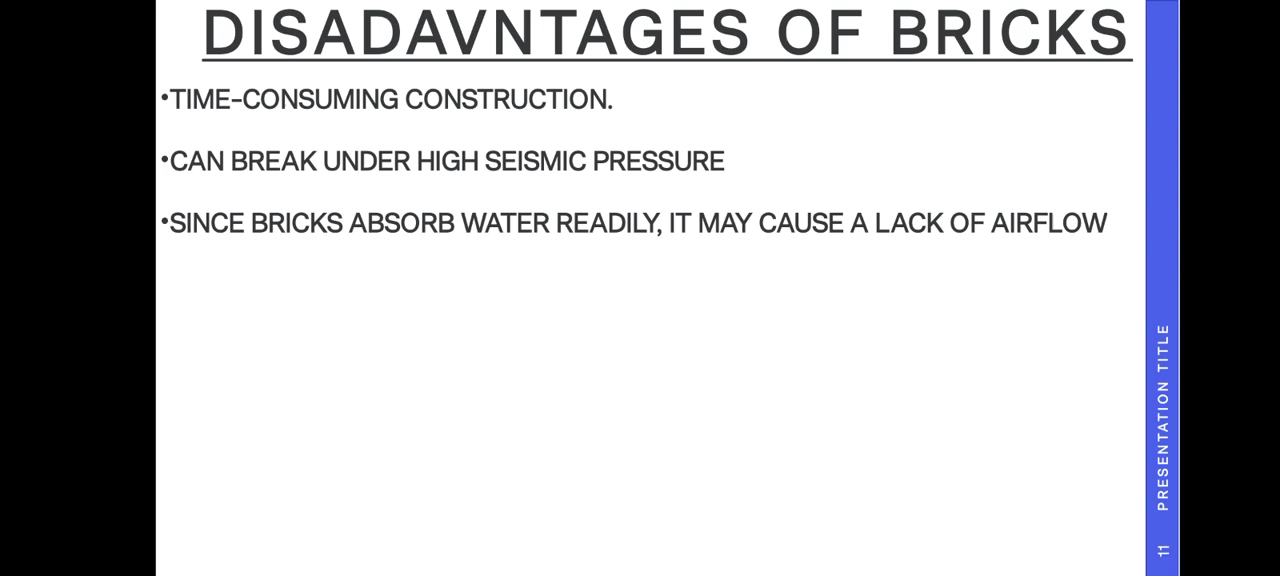 DISADAVNTAGES OF BRICKS
•TIME-CONSUMING CONSTRUCTION.
•CAN BREAK UNDER HIGH SEISMIC PRESSURE
•SINCE BRICKS ABSORB WATER READILY, IT MAY CAUSE A LACK OF AIRFLOW
PRESENTATION TITLE
11